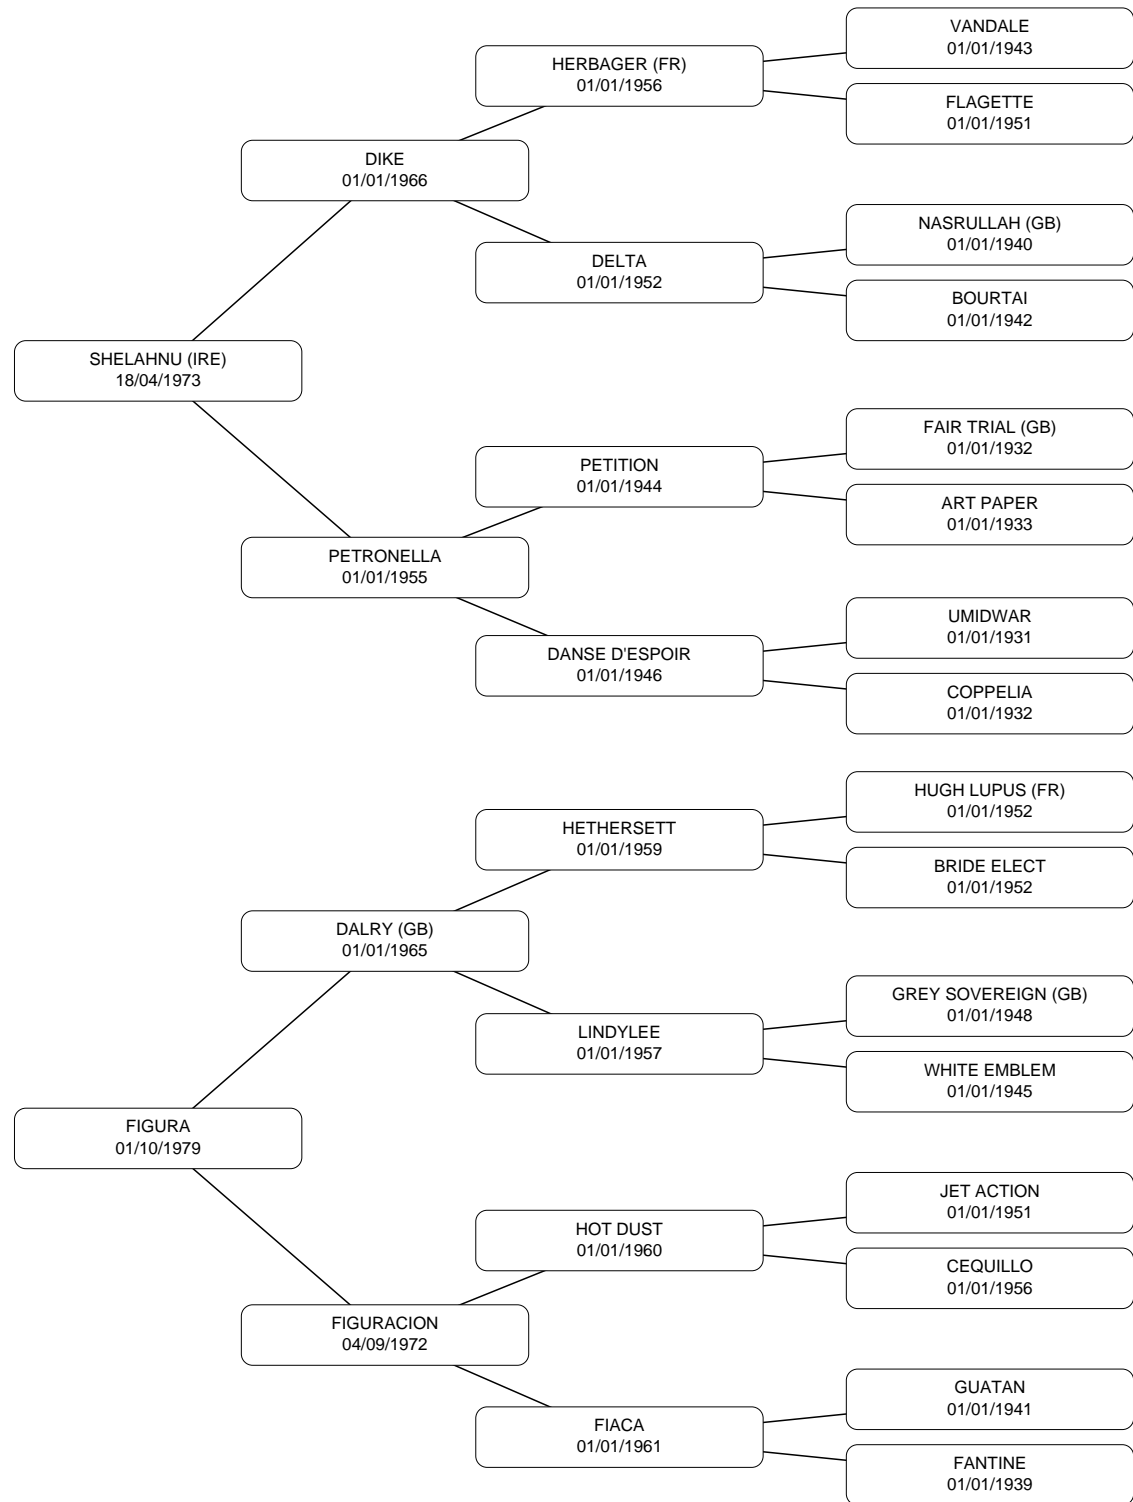 VANDALE
01/01/1943
HERBAGER (FR)
01/01/1956
FLAGETTE
01/01/1951
DIKE
01/01/1966
NASRULLAH (GB)
01/01/1940
DELTA
01/01/1952
BOURTAI
01/01/1942
SHELAHNU (IRE)
18/04/1973
FAIR TRIAL (GB)
01/01/1932
PETITION
01/01/1944
ART PAPER
01/01/1933
PETRONELLA
01/01/1955
UMIDWAR
01/01/1931
DANSE D'ESPOIR
01/01/1946
COPPELIA
01/01/1932
HUGH LUPUS (FR)
01/01/1952
HETHERSETT
01/01/1959
BRIDE ELECT
01/01/1952
DALRY (GB)
01/01/1965
GREY SOVEREIGN (GB)
01/01/1948
LINDYLEE
01/01/1957
WHITE EMBLEM
01/01/1945
FIGURA
01/10/1979
JET ACTION
01/01/1951
HOT DUST
01/01/1960
CEQUILLO
01/01/1956
FIGURACION
04/09/1972
GUATAN
01/01/1941
FIACA
01/01/1961
FANTINE
01/01/1939